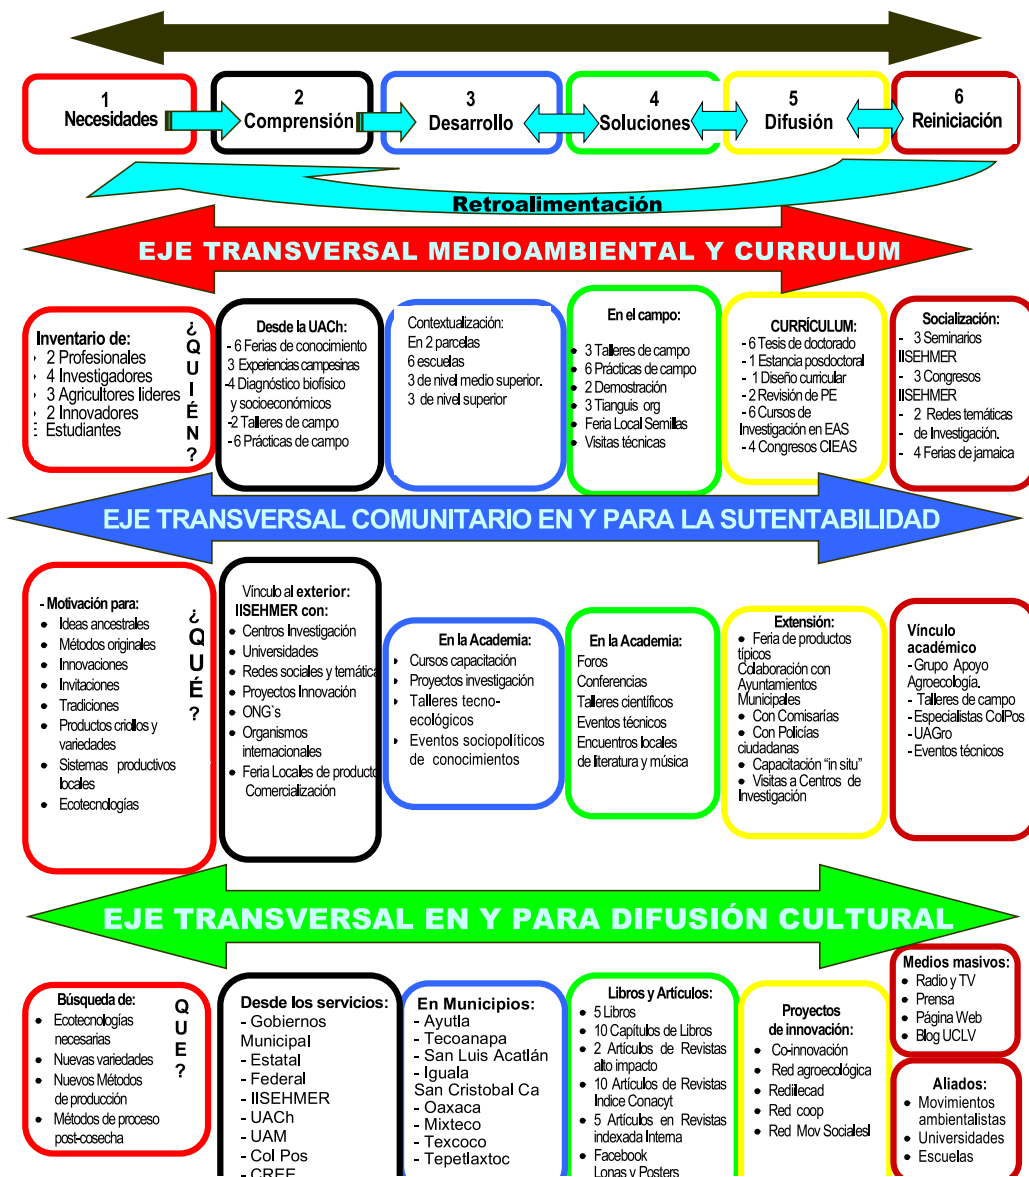 1
Necesidades
2
Comprensión
3
Desarrollo
4
Soluciones
5
Difusión
6
Reiniciación
Retroalimentación
EJE TRANSVERSAL MEDIOAMBIENTAL Y CURRULUM
Inventario de:
2 Profesionales
4 Investigadores
3 Agricultores lideres
2 Innovadores
Estudiantes
¿QUIÉN?
Desde la UACh:
- 6 Ferias de conocimiento
3 Experiencias campesinas
-4 Diagnóstico biofísico
y socioeconómicos
-2 Talleres de campo
- 6 Prácticas de campo
Contextualización:
En 2 parcelas
6 escuelas
3 de nivel medio superior.
3 de nivel superior
En el campo:
• 3 Talleres de campo
• 6 Prácticas de campo
• 2 Demostración
• 3 Tianguis org
• Feria Local Semillas
• Visitas técnicas
CURRÍCULUM:
- 6 Tesis de doctorado
- 1 Estancia posdoctoral
- 1 Diseño curricular
- 2 Revisión de PE
- 6 Cursos de
Investigación en EAS
- 4 Congresos CIEAS
Socialización:
- 3 Seminarios
IISEHMER
- 3 Congresos
IISEHMER
- 2 Redes temáticas
- de Investigación.
- 4 Ferias de jamaica
EJE TRANSVERSAL COMUNITARIO EN Y PARA LA SUTENTABILIDAD
- Motivación para:
• Ideas ancestrales
• Métodos originales
• Innovaciones
• Invitaciones
• Tradiciones
• Productos criollos y
variedades
• Sistemas productivos
locales
• Ecotecnologías
¿QUÉ?
Vínculo al exterior:
IISEHMER con:
• Centros Investigación
• Universidades
• Redes sociales y temática
• Proyectos Innovación
• ONG`s
• Organismos
internacionales
• Feria Locales de producto
Comercialización
En la Academia:
Cursos capacitación
Proyectos investigación
Talleres tecno-
ecológicos
Eventos sociopolíticos
de conocimientos
En la Academia:
Foros
Conferencias
Talleres científicos
Eventos técnicos
Encuentros locales
de literatura y música
Extensión:
• Feria de productos
típicos
Colaboración con
Ayuntamientos
Municipales
• Con Comisarías
• Con Policías
ciudadanas
• Capacitación “in situ”
• Visitas a Centros de
Investigación
Vínculo
académico
-Grupo Apoyo
Agroecología.
- Talleres de campo
-Especialistas ColPos
-UAGro
-Eventos técnicos
EJE TRANSVERSAL EN Y PARA DIFUSIÓN CULTURAL
Búsqueda de:
• Ecotecnologías
necesarias
• Nuevas variedades
• Nuevos Métodos
de producción
• Métodos de proceso
post-cosecha
QUE?
Desde los servicios:
- Gobiernos
Municipal
- Estatal
- Federal
- IISEHMER
- UACh
- UAM
- Col Pos
- CREE
En Municipios:
- Ayutla
- Tecoanapa
- San Luis Acatlán
- Iguala
San Cristobal Ca
- Oaxaca
- Mixteco
- Texcoco
- Tepetlaxtoc
Libros y Artículos:
• 5 Libros
• 10 Capítulos de Libros
• 2 Artículos de Revistas
alto impacto
• 10 Artículos de Revistas
Índice Conacyt
• 5 Artículos en Revistas
indexada Interna
• Facebook
Lonas y Posters
Proyectos
de innovación:
• Co-innovación
• Red agroecológica
• Rediilecad
• Red coop
• Red Mov Socialesl
Medios masivos:
• Radio y TV
• Prensa
• Página Web
• Blog UCLV
Aliados:
• Movimientos
ambientalistas
• Universidades
• Escuelas